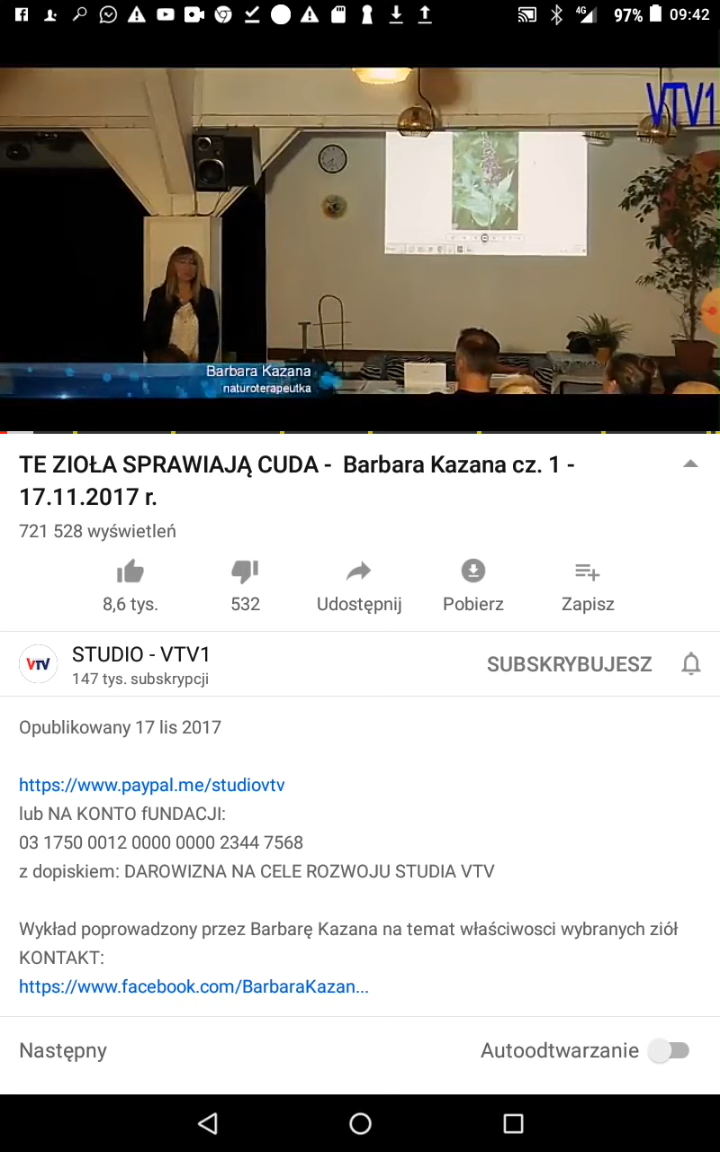 4G 97% 09:42
VTV1
Barbara Kazana
naturoterapeutka
TE ZIOŁA SPRAWIAJĄ CUDA - Barbara Kazana cz. 1 -
17.11.2017 r.
721 528 wyświetleń
8,6 tys. 532 Udostępnij Pobierz Zapisz
VTV
STUDIO - VTV1
147 tys. subskrypcji
SUBSKRYBUJESZ
Opublikowany 17 lis 2017
https://www.paypal.me/studiovtv
lub NA KONTO fUNDACJI:
03 1750 0012 0000 0000 2344 7568
z dopiskiem: DAROWIZNA NA CELE ROZWOJU STUDIA VTV
Wykład poprowadzony przez Barbarę Kazana na temat właściwosci wybranych ziół
KONTAKT:
https://www.facebook.com/BarbaraKazan...
Następny Autoodtwarzanie